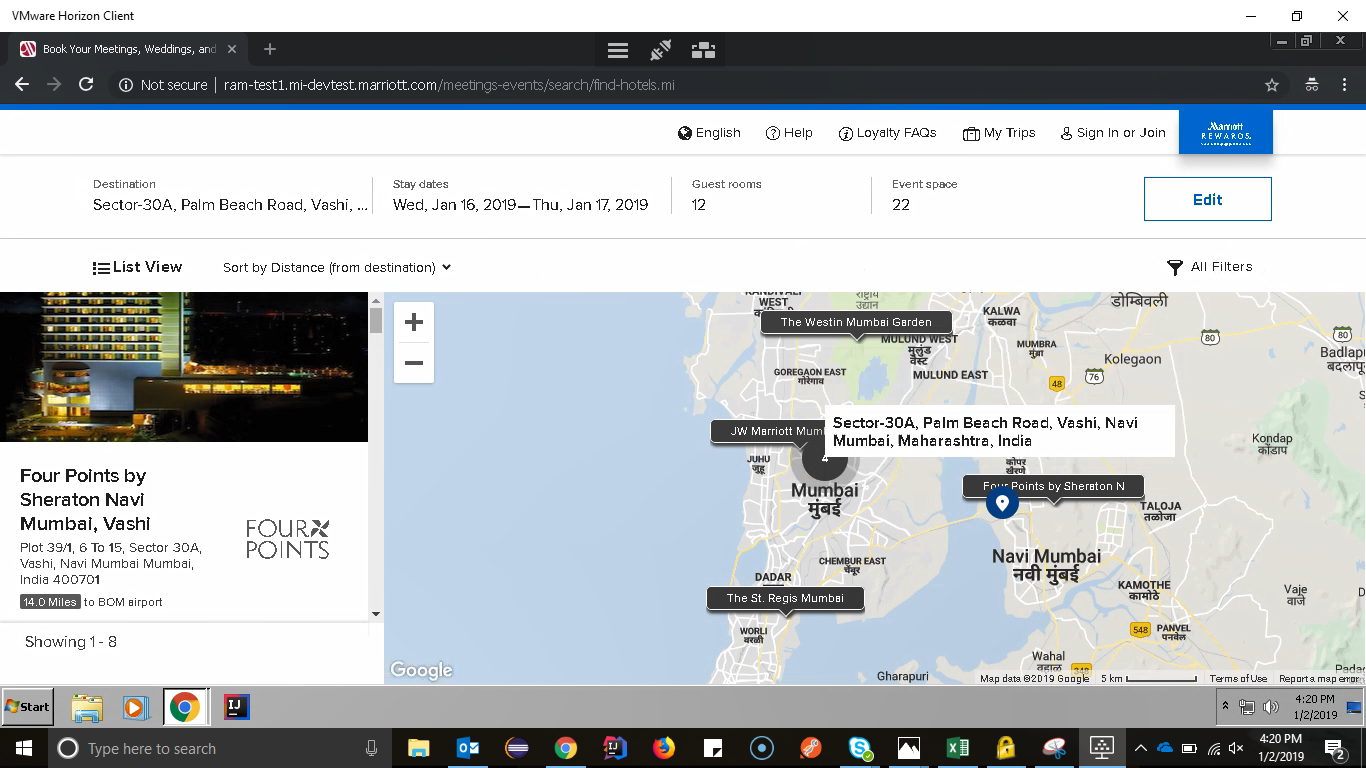 VMware Horizon Client
Book Your Meetings, Weddings, and
Not secure | ram-test1.mi-devtest.marriott.com/meetings-events/search/find-hotels.mi
English Help Loyalty FAQs My Trips Sign In or Join
Marriott
REWARDS.
Destination Stay dates Guest rooms Event space
Sector-30A, Palm Beach Road, Vashi, ... Wed, Jan 16, 2019—Thu, Jan 17, 2019 12 22
Edit
List View Sort by Distance (from destination) All Filters
Four Points by
Sheraton Navi
Mumbai, Vashi
FOUR
POINTS
Plot 39/1, 6 To 15, Sector 30A,
Vashi, Navi Mumbai Mumbai,
India 400701
14.0 Miles to BOM airport
Showing 1 - 8
+
−
KANDIVALI
WEST
राष्ट्रीय
उद्यान
The Westin Mumbai Garden
MULUND WEST
मुलुंड
वेस्ट
MULUND EAST
GOREGAON EAST
गोरेगाव
KALWA
कळवा
MUMBRA
मुंब्रा
डोम्बिवली
Kolegaon
80
80
76
48
Badlap
बदलापू
JW Marriott Mum
Sector-30A, Palm Beach Road, Vashi, Navi
Mumbai, Maharashtra, India
4
JUHU
जुहू
Mumbai
मुंबई
कोपर
खैरणे
Kondap
कोंडाप
Four Points by Sheraton N
TALOJA
तळोजा
Navi Mumbai
नवी मुंबई
CHEMBUR EAST
चेंबूर
DADAR
The St. Regis Mumbai
KAMOTHE
कामोठे
Vaje
वाजे
WORLI
वरळी
548
PANVEL
पनवेल
Wahal
वहाळ
348
Gharapuri
Pada
Google
Map data ©2019 Google 5 km Terms of Use Report a map error
Start
4:20 PM
1/2/2019
Type here to search
4:20 PM
1/2/2019
2